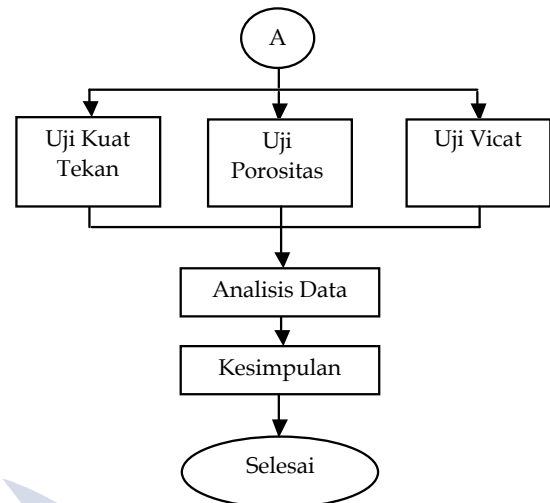 A
Uji Kuat
Tekan
Uji
Porositas
Uji Vicat
Analisis Data
Kesimpulan
Selesai